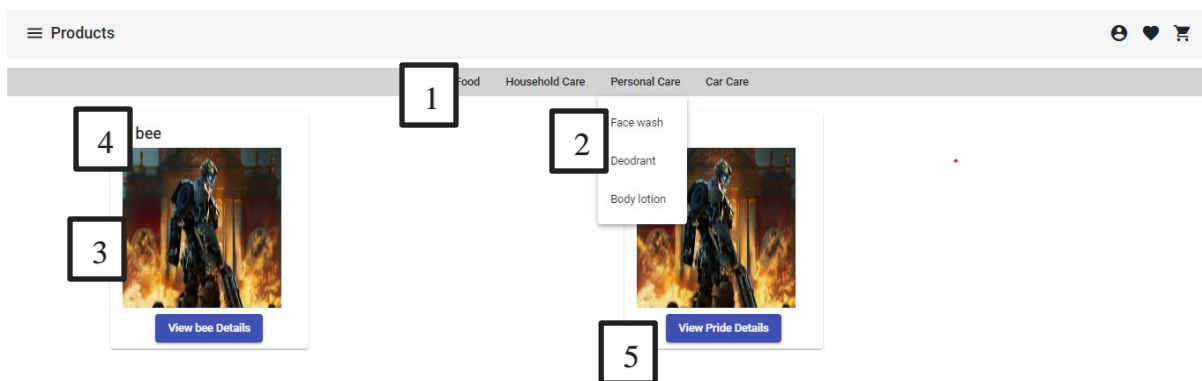 Products
1 Food Household Care Personal Care Car Care
4 bee
2 Face wash
Deodrant
Body lotion
3
View bee Details
View Pride Details
5